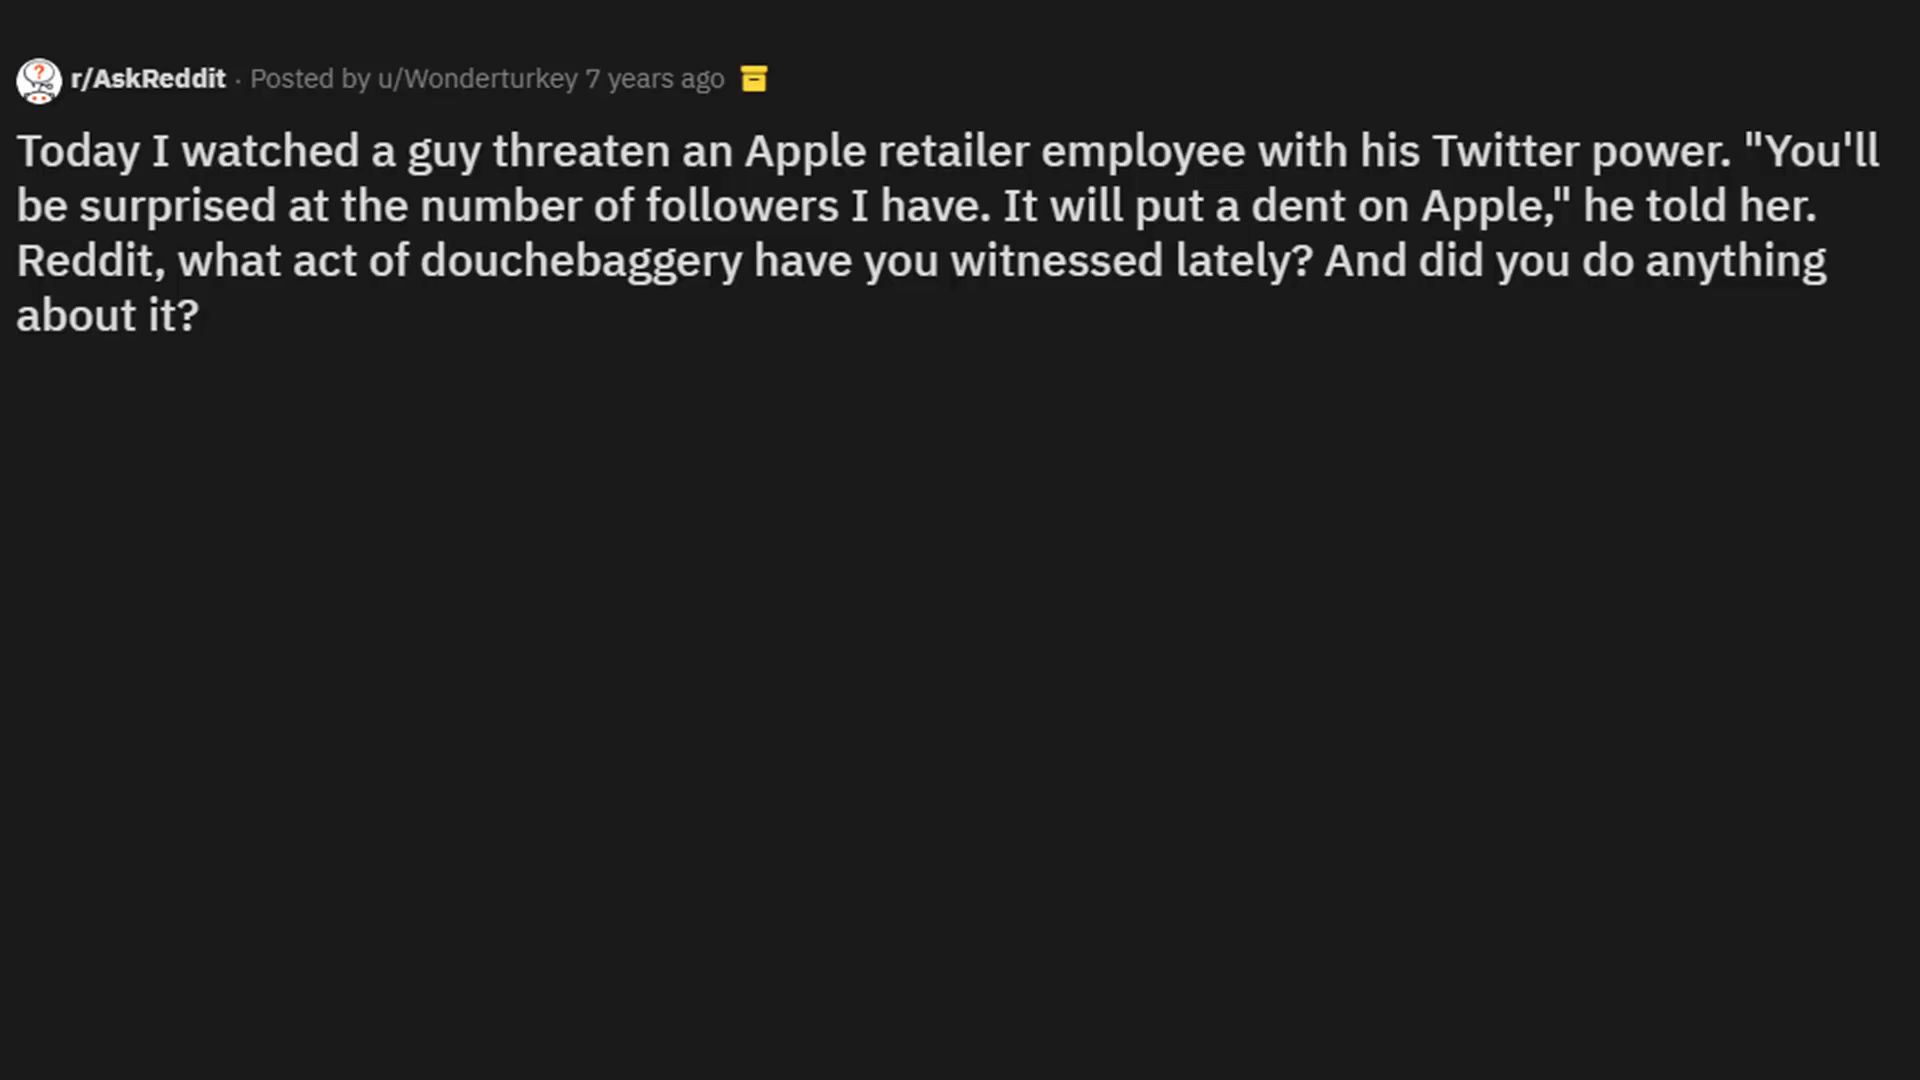 r/AskReddit · Posted by u/Wonderturkey 7 years ago
Today I watched a guy threaten an Apple retailer employee with his Twitter power. "You'll
be surprised at the number of followers I have. It will put a dent on Apple," he told her.
Reddit, what act of douchebaggery have you witnessed lately? And did you do anything
about it?